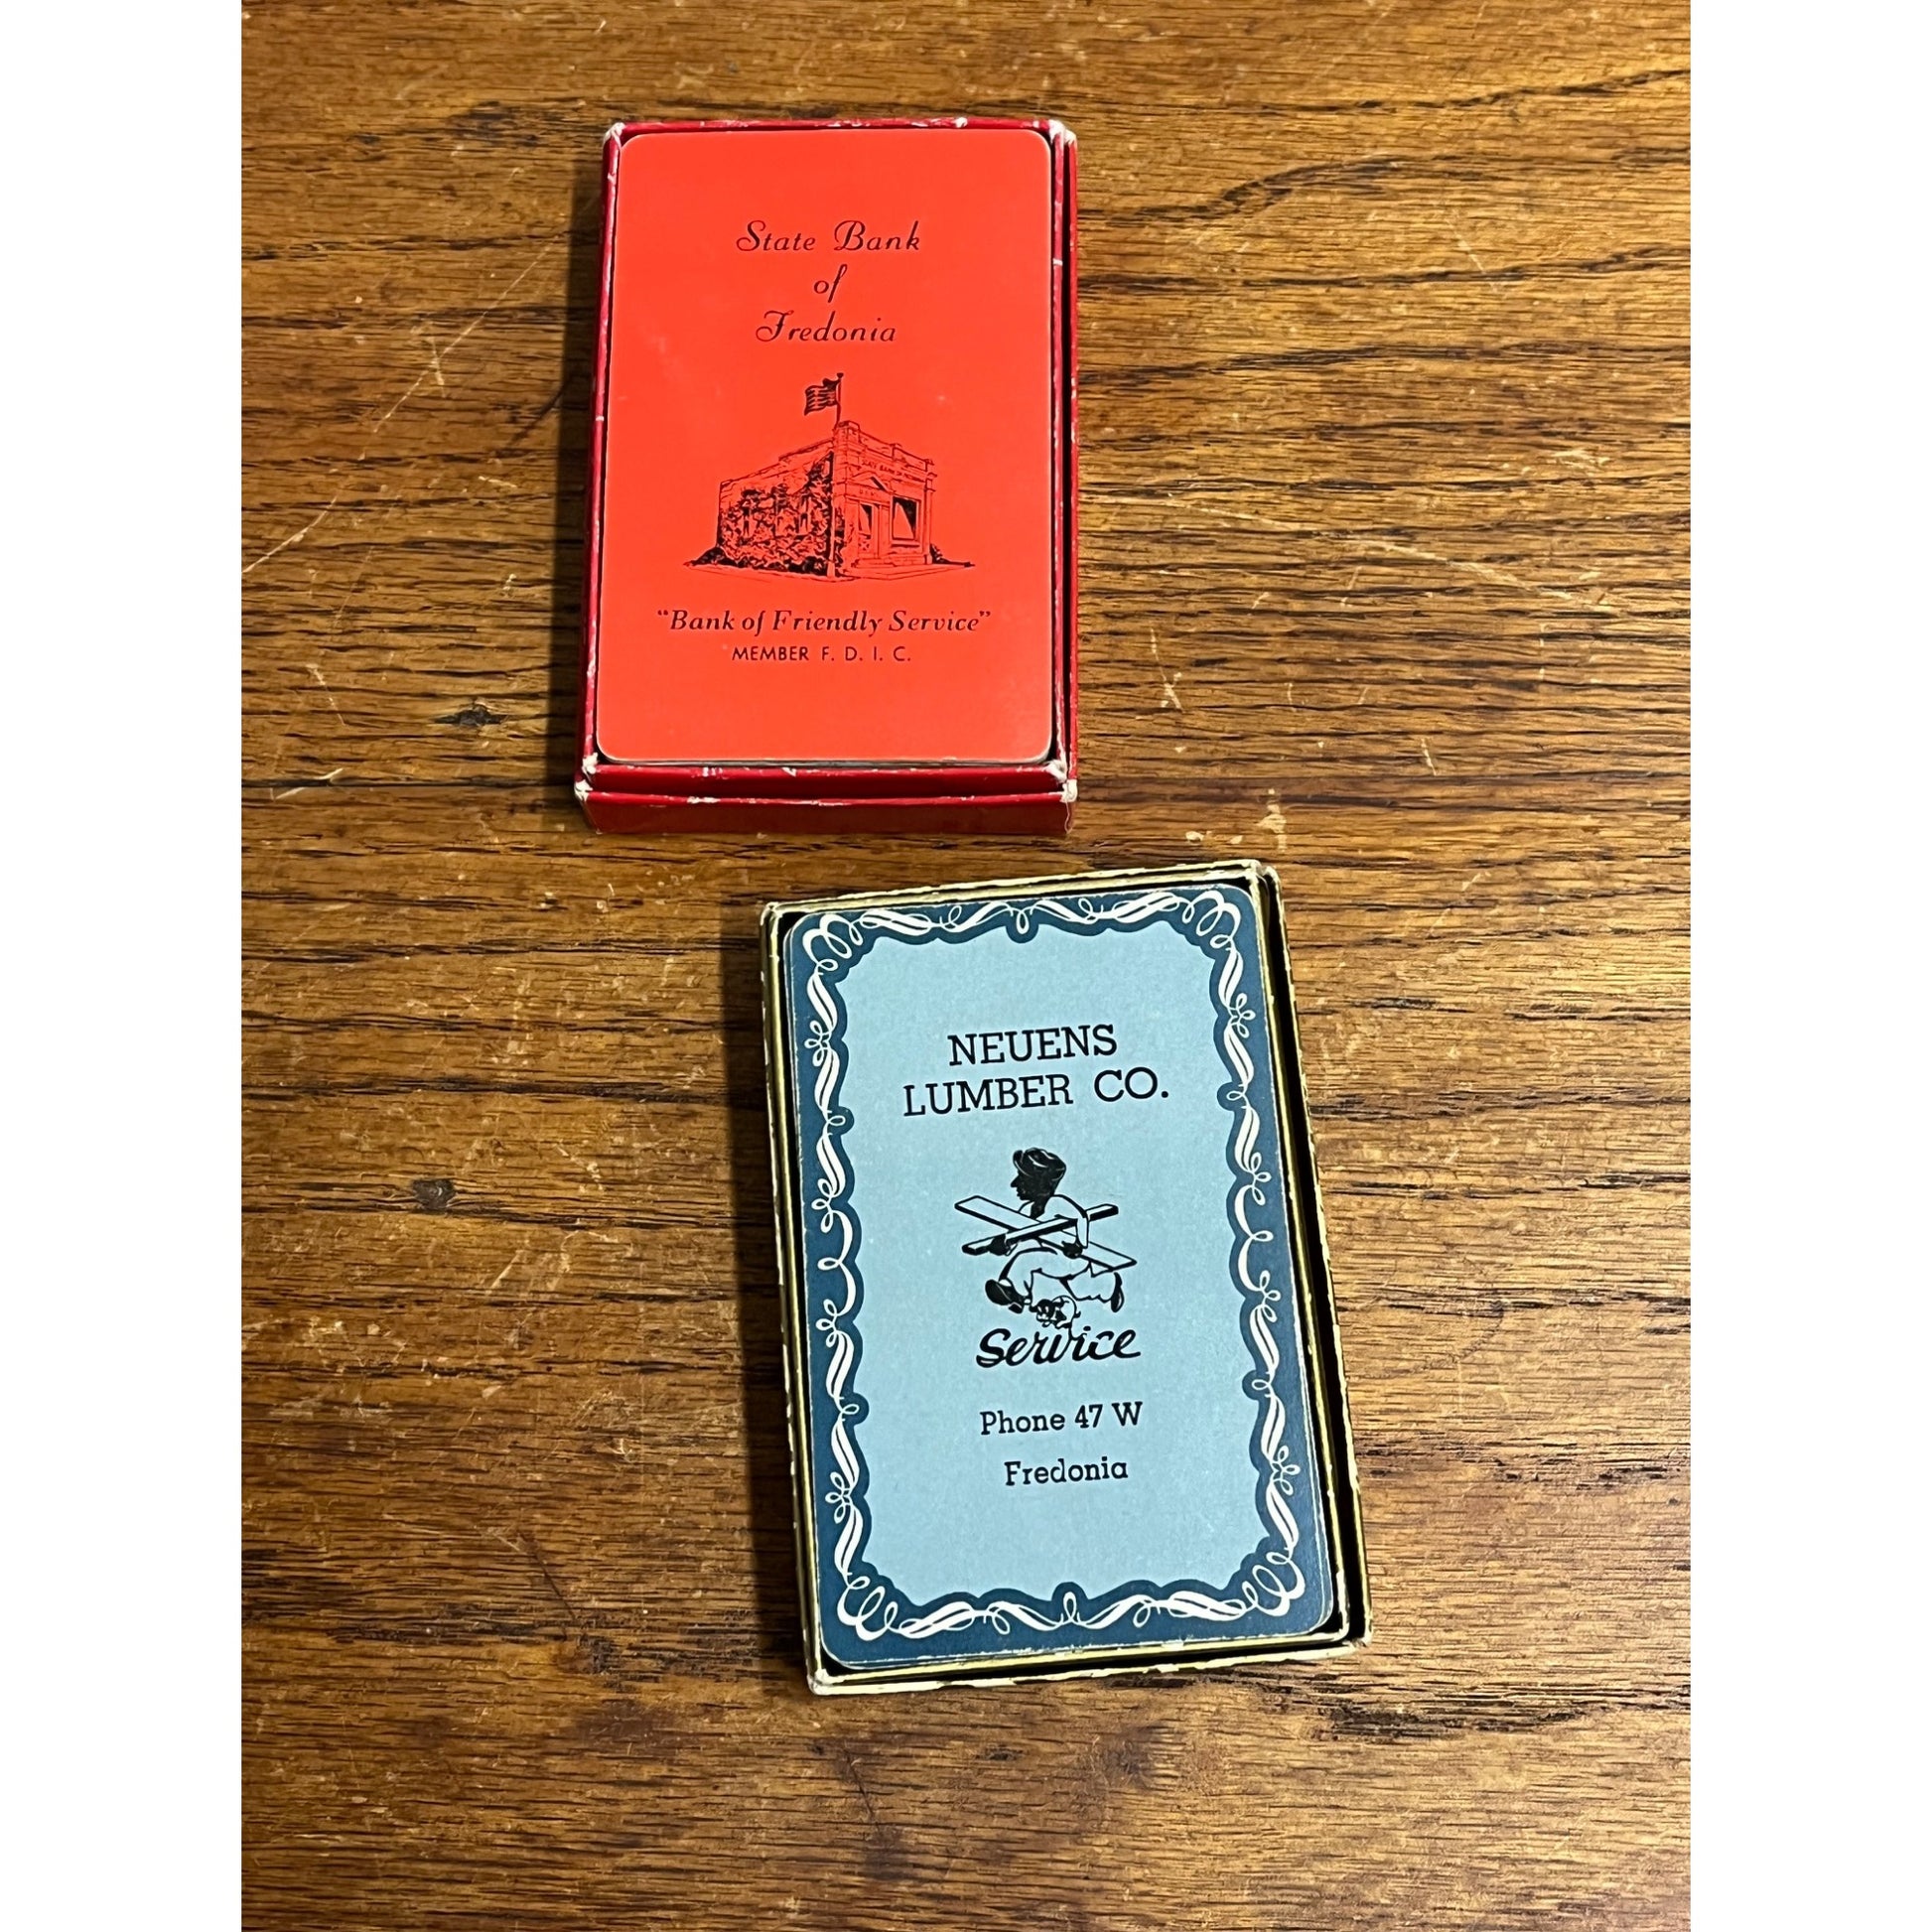 State Bank
of
Fredonia
"Bank of Friendly Service"
MEMBER F. D. I. C.
NEUENS
LUMBER CO.
Service
Phone 47 W
Fredonia